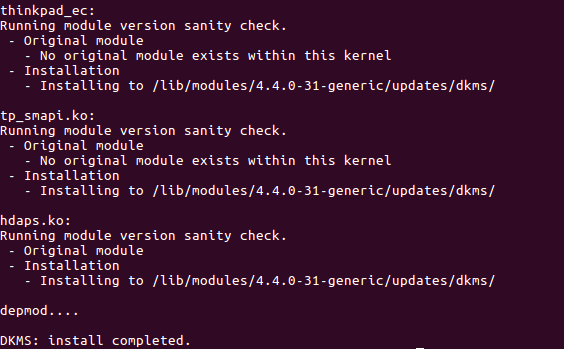 thinkpad_ec:
Running module version sanity check.
 - Original module
   - No original module exists within this kernel
 - Installation
   - Installing to /lib/modules/4.4.0-31-generic/updates/dkms/

tp_smapi.ko:
Running module version sanity check.
 - Original module
   - No original module exists within this kernel
 - Installation
   - Installing to /lib/modules/4.4.0-31-generic/updates/dkms/

hdaps.ko:
Running module version sanity check.
 - Original module
 - Installation
   - Installing to /lib/modules/4.4.0-31-generic/updates/dkms/

depmod....

DKMS: install completed.